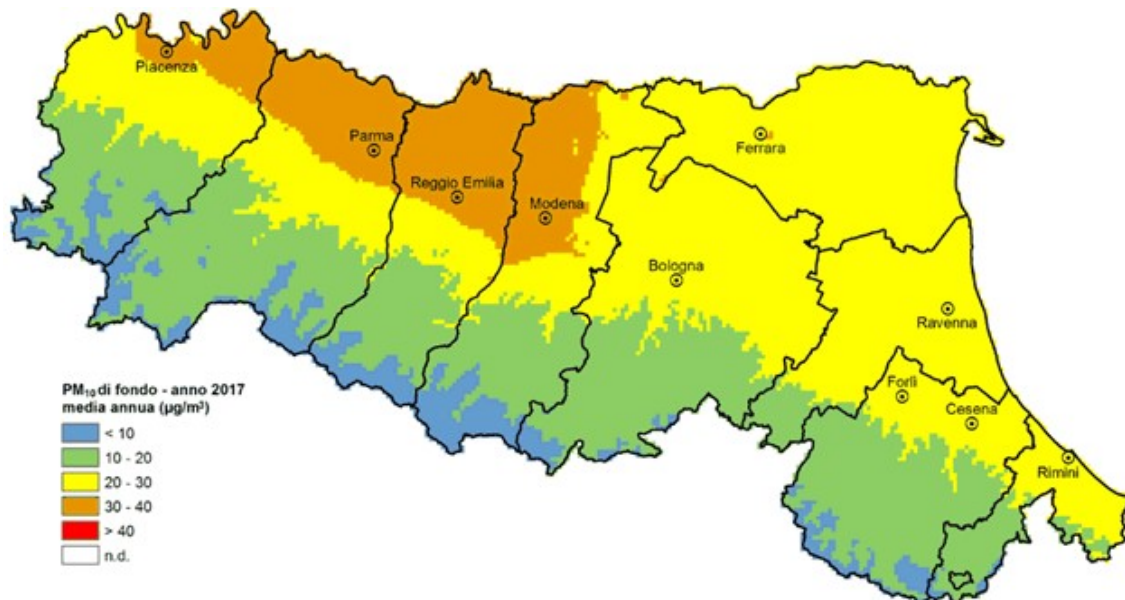 Piacenza
Parma
Ferrara
Reggio Emilia
Modena
Bologna
Ravenna
Forlì
Cesena
Rimini
PM₁₀ di fondo - anno 2017
media annua (µg/m³)
< 10
10 - 20
20 - 30
30 - 40
> 40
n.d.